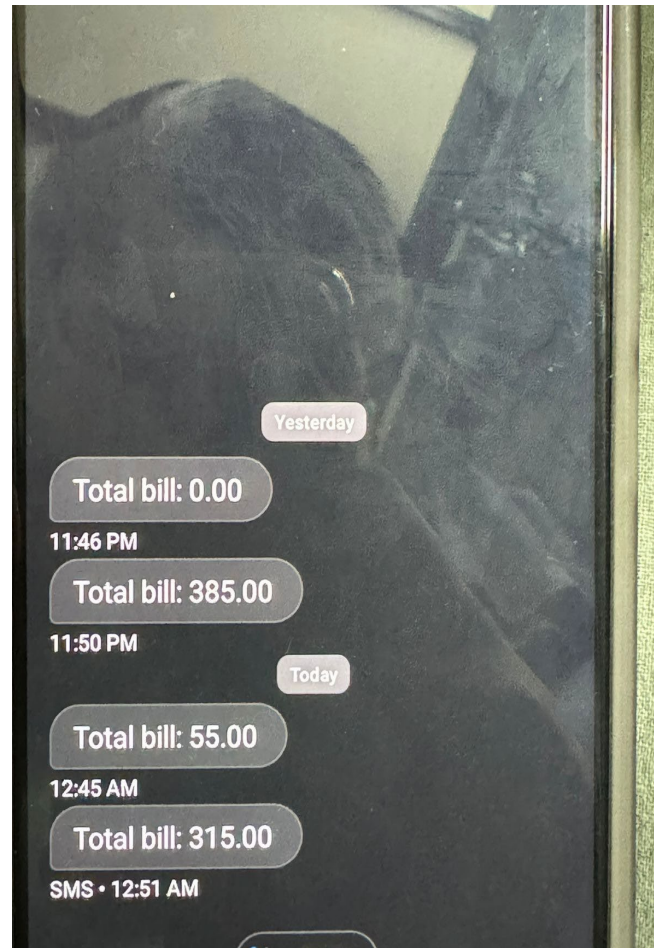 Yesterday
Total bill: 0.00
11:46 PM
Total bill: 385.00
11:50 PM
Today
Total bill: 55.00
12:45 AM
Total bill: 315.00
SMS • 12:51 AM